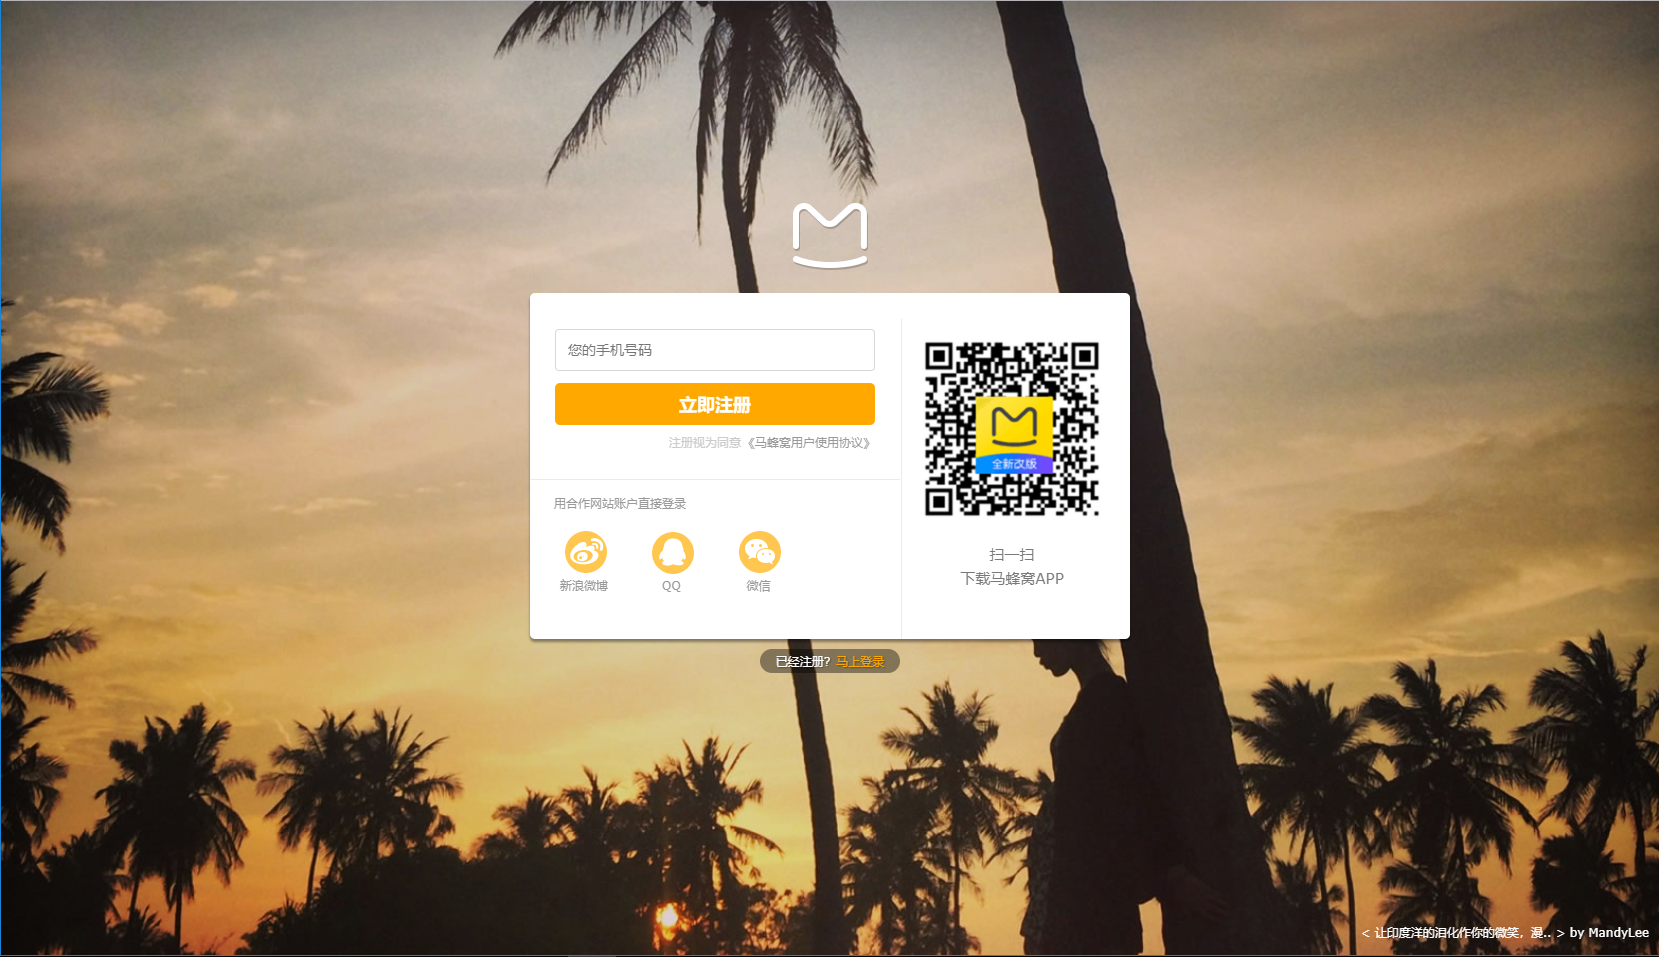 您的手机号码
立即注册
注册视为同意《马蜂窝用户使用协议》
用合作网站账户直接登录
新浪微博
QQ
微信
全新改版
扫一扫
下载马蜂窝APP
已经注册？马上登录
< 让印度洋的泪化作你的微笑，漫.. > by MandyLee